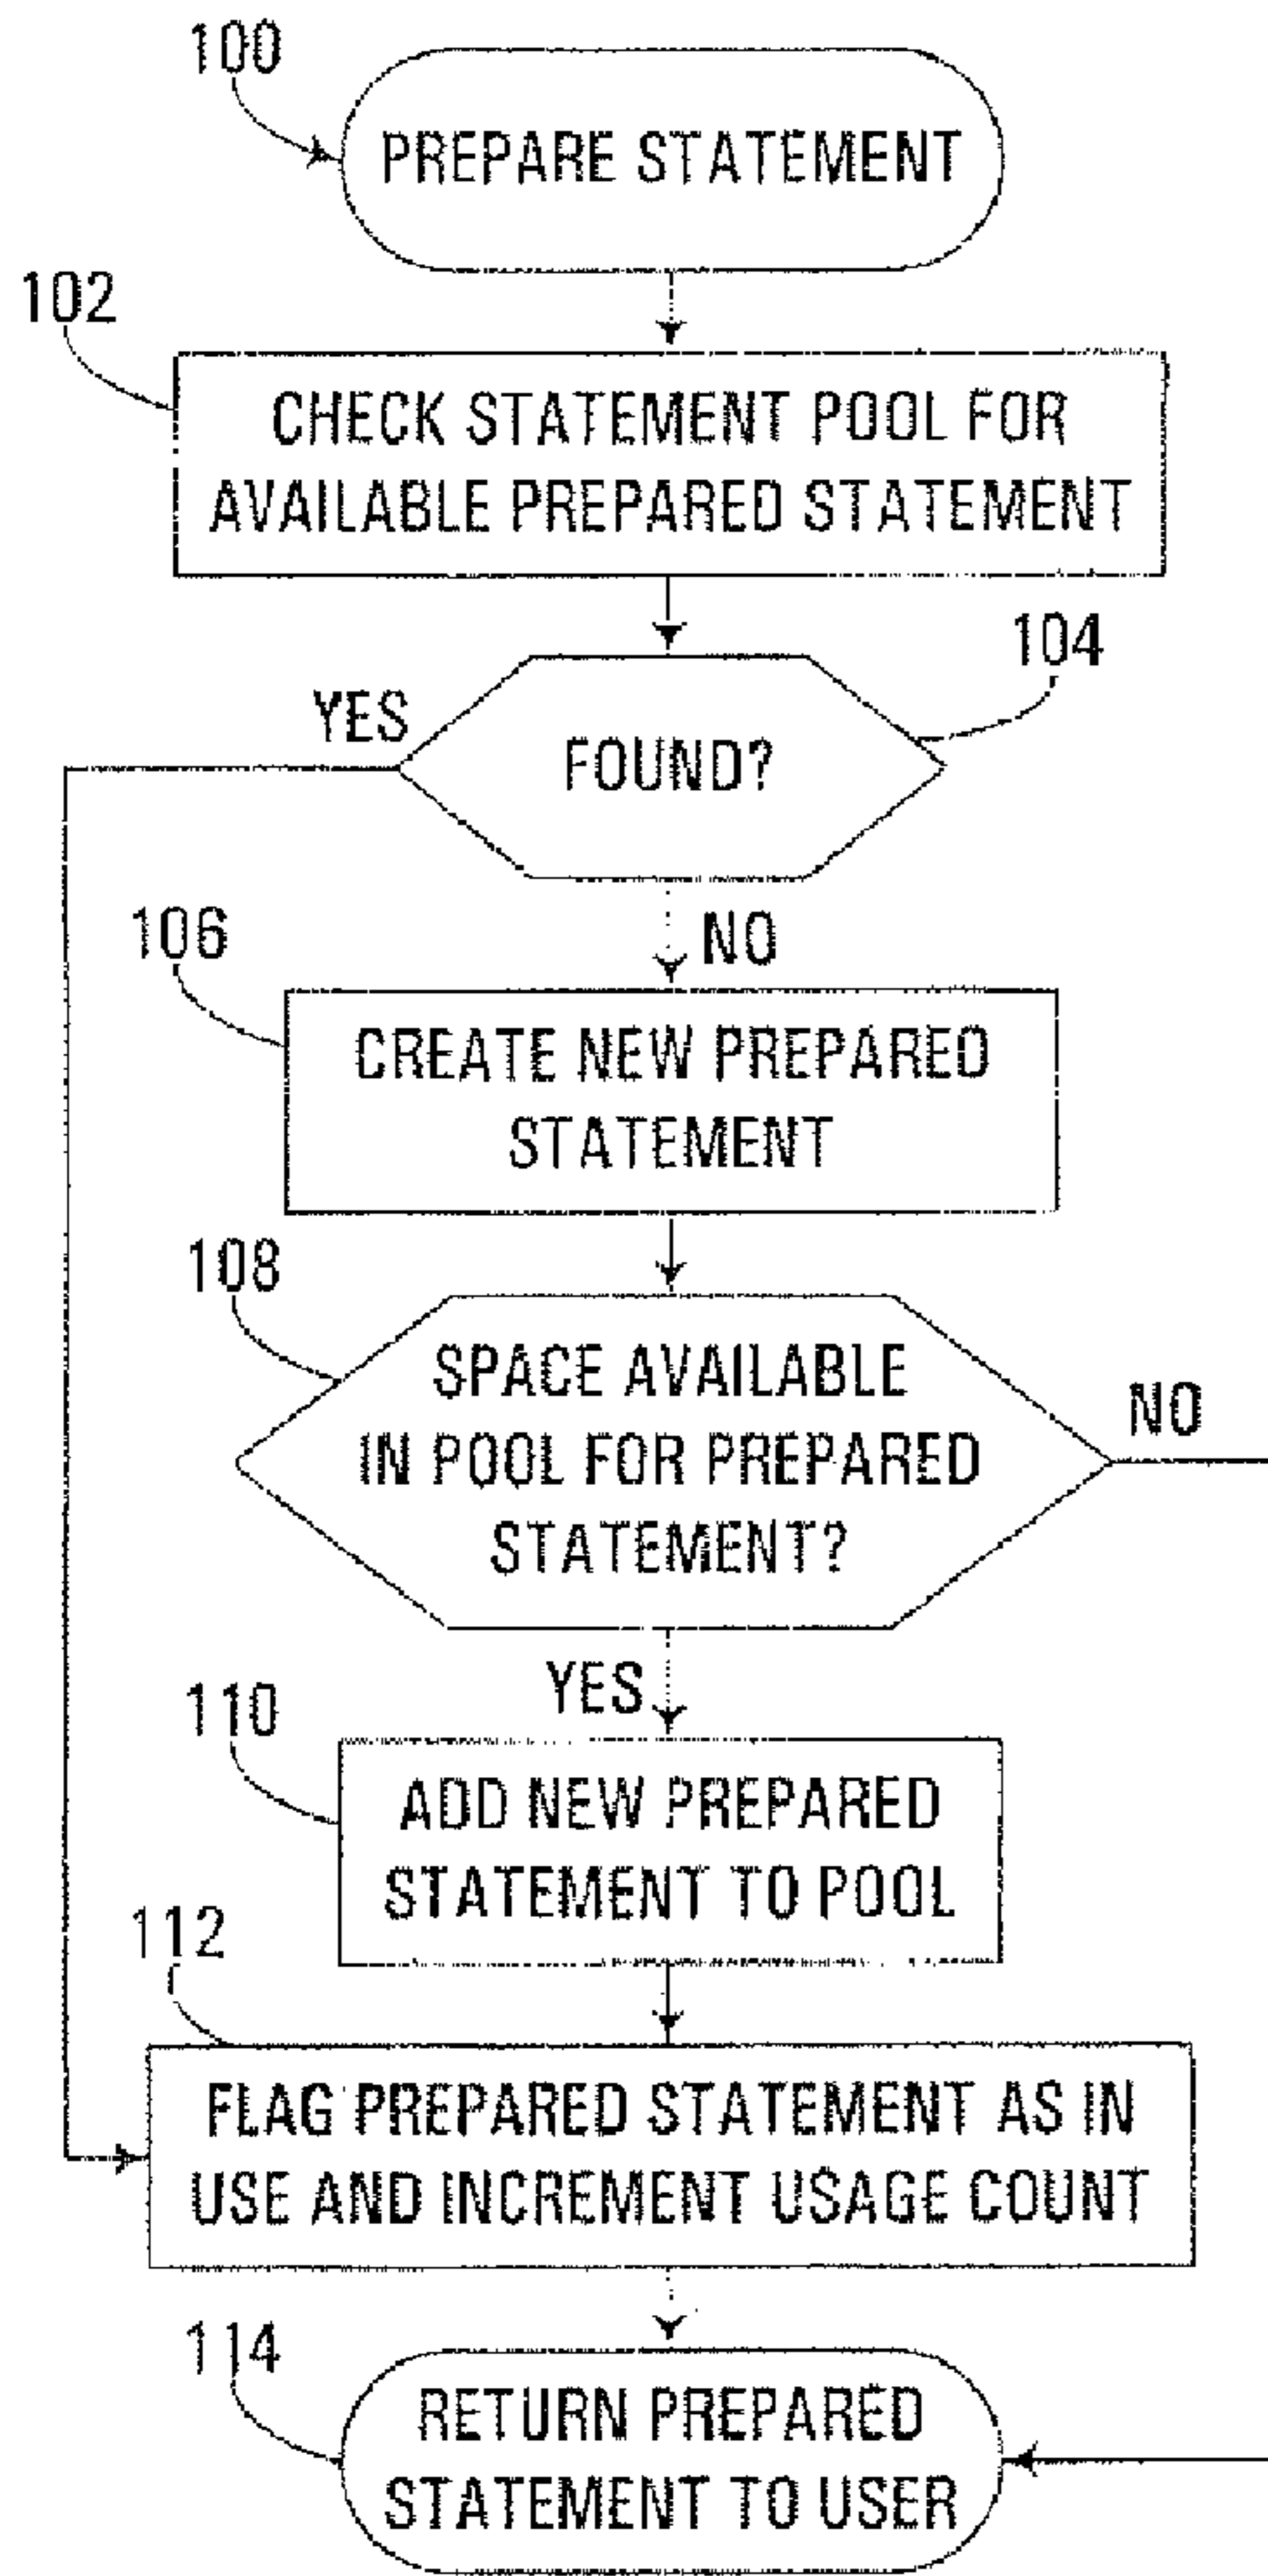 100
PREPARE STATEMENT
102
CHECK STATEMENT POOL FOR
AVAILABLE PREPARED STATEMENT
104
YES
FOUND?
NO
106
CREATE NEW PREPARED
STATEMENT
108
SPACE AVAILABLE
IN POOL FOR PREPARED
STATEMENT?
NO
YES
110
ADD NEW PREPARED
STATEMENT TO POOL
112
FLAG PREPARED STATEMENT AS IN
USE AND INCREMENT USAGE COUNT
114
RETURN PREPARED
STATEMENT TO USER